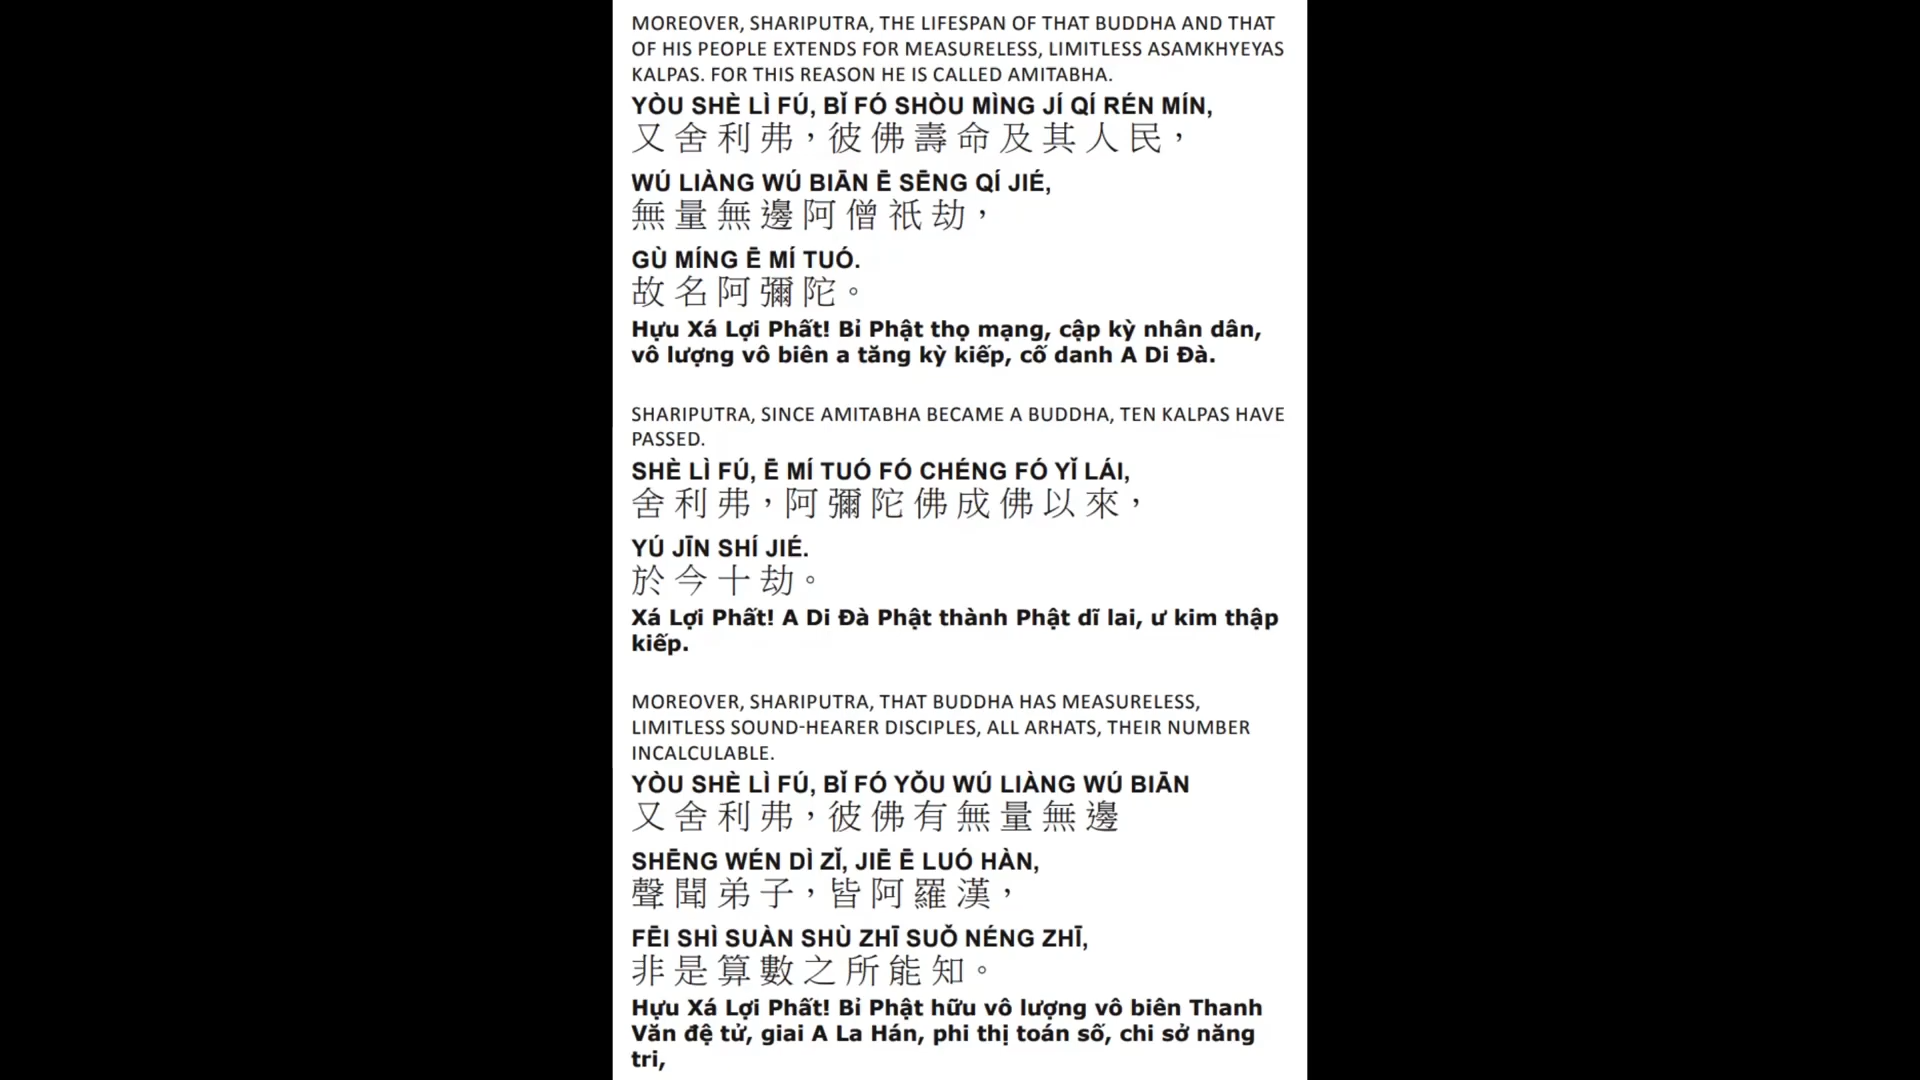 MOREOVER, SHARIPUTRA, THE LIFESPAN OF THAT BUDDHA AND THAT
OF HIS PEOPLE EXTENDS FOR MEASURELESS, LIMITLESS ASAMKHYEYAS
KALPAS. FOR THIS REASON HE IS CALLED AMITABHA.
YÒU SHÈ LÌ FÚ, BǏ FÓ SHÒU MÌNG JÍ QÍ RÉN MÍN,
又舍利弗，彼佛壽命及其人民，
WÚ LIÀNG WÚ BIĀN Ē SĒNG QÍ JIÉ,
無量無邊阿僧祇劫，
GÙ MÍNG Ē MÍ TUÓ.
故名阿彌陀。
Hựu Xá Lợi Phất! Bỉ Phật thọ mạng, cập kỳ nhân dân,
vô lượng vô biên a tăng kỳ kiếp, cố danh A Di Đà.
SHARIPUTRA, SINCE AMITABHA BECAME A BUDDHA, TEN KALPAS HAVE
PASSED.
SHÈ LÌ FÚ, Ē MÍ TUÓ FÓ CHÉNG FÓ YǏ LÁI,
舍利弗，阿彌陀佛成佛以來，
YÚ JĪN SHÍ JIÉ.
於今十劫。
Xá Lợi Phất! A Di Đà Phật thành Phật dĩ lai, ư kim thập
kiếp.
MOREOVER, SHARIPUTRA, THAT BUDDHA HAS MEASURELESS,
LIMITLESS SOUND-HEARER DISCIPLES, ALL ARHATS, THEIR NUMBER
INCALCULABLE.
YÒU SHÈ LÌ FÚ, BǏ FÓ YǑU WÚ LIÀNG WÚ BIĀN
又舍利弗，彼佛有無量無邊
SHĒNG WÉN DÌ ZǏ, JIĒ Ē LUÓ HÀN,
聲聞弟子，皆阿羅漢，
FĒI SHÌ SUÀN SHÙ ZHĪ SUǑ NÉNG ZHĪ,
非是算數之所能知。
Hựu Xá Lợi Phất! Bỉ Phật hữu vô lượng vô biên Thanh
Văn đệ tử, giai A La Hán, phi thị toán số, chi sở năng
tri,